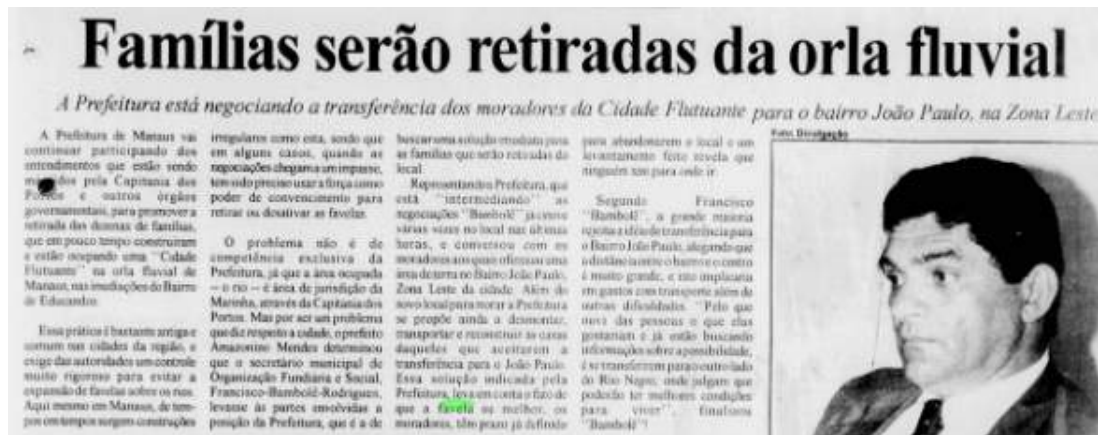 Famílias serão retiradas da orla fluvial
A Prefeitura está negociando a transferência dos moradores da Cidade Flutuante para o bairro João Paulo, na Zona Leste
A Prefeitura de Manaus vai
continuar participando dos
entendimentos que estão sendo
pela Capitania dos
Portos e outros órgãos
governamentais, para promover a
retirada das dezenas de famílias,
que em pouco tempo construíram
e estão ocupando uma "Cidade
Flutuante" na orla fluvial de
Manaus, nas imediações do Bairro
de Educandos.
Essa prática é bastante antiga e
comum nas cidades da região, e
exige das autoridades um controle
muito rigoroso para evitar a
expansão de favelas sobre os rios.
Aqui mesmo em Manaus, de tem-
pos em tempos surgem construções
irregulares como esta, sendo que
em alguns casos, quando as
negociações chegam a um impasse,
tem sido preciso usar a força como
poder de convencimento para
retirar ou desativar as favelas.
O problema não é de
competência exclusiva da
Prefeitura, já que a área ocupada
— o rio — é área de jurisdição da
Marinha, através da Capitania dos
Portos. Mas por ser um problema
que diz respeito a cidade, o prefeito
Amazonino Mendes determinou
que o secretário municipal de
Organização Fundiária e Social,
Francisco-Bambolê-Rodrigues,
levasse às partes envolvidas a
posição da Prefeitura, que é a de
buscar uma solução imediata para
as famílias que serão retiradas do
local.
Representando a Prefeitura, que
está "intermediando" as
negociações "Bambolê" já esteve
várias vezes no local nas últimas
horas, e conversou com os
moradores aos quais ofereceu uma
área de terra no Bairro João Paulo,
Zona Leste da cidade. Além do
novo local para morar a Prefeitura
se propõe ainda a desmontar,
transportar e reconstruir as casas
daqueles que aceitarem a
transferência para o João Paulo.
Essa solução indicada pela
Prefeitura, leva em conta o fato de
que a favela se melhor, os
moradores, têm prazo já definido
para abandonarem o local e um
levantamento feito revela que
ninguém tem para onde ir.
Segundo Francisco
"Bambolê", a grande maioria
rejeita a idéia de transferência para
o Bairro João Paulo, alegando que
a distância entre o bairro e o centro
é muito grande, e isto implicaria
em gastos com transporte além de
outras dificuldades. "Pelo que
ouvi das pessoas o que elas
gostariam e já estão buscando
informações sobre a possibilidade,
é se transferirem para o outro lado
do Rio Negro, onde julgam que
poderão ter melhores condições
para viver", finalizou
"Bambolê"!
Foto: Divulgação